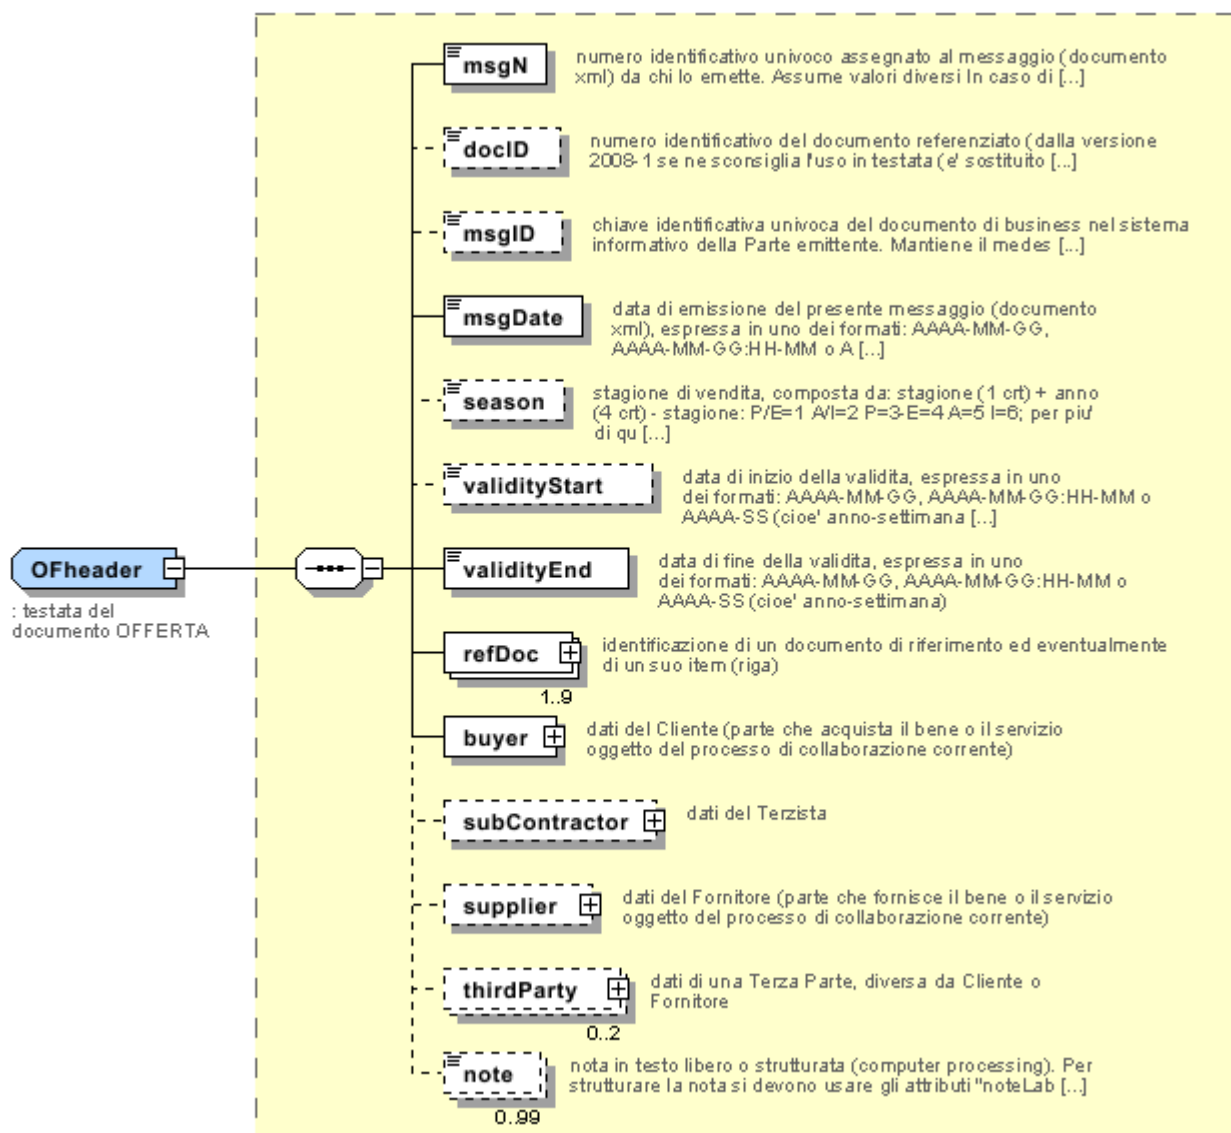 msgN
numero identificativo univoco assegnato al messaggio (documento
xml) da chi lo emette. Assume valori diversi In caso di [...]
docID
numero identificativo del documento referenziato (dalla versione
2008-1 se ne sconsiglia l'uso in testata (e' sostituito [...]
msgID
chiave identificativa univoca del documento di business nel sistema
informativo della Parte emittente. Mantiene il medes [...]
msgDate
data di emissione del presente messaggio (documento
xml), espressa in uno dei formati: AAAA-MM-GG,
AAAA-MM-GG:HH-MM o A [...]
season
stagione di vendita, composta da: stagione (1 crt) + anno
(4 crt) - stagione: P/E=1 A/I=2 P=3-E=4 A=5 I=6; per piu'
di qu [...]
validityStart
data di inizio della validita, espressa in uno
dei formati: AAAA-MM-GG, AAAA-MM-GG:HH-MM o
AAAA-SS (cioe' anno-settimana [...]
OFheader
: testata del
documento OFFERTA
validityEnd
data di fine della validita, espressa in uno
dei formati: AAAA-MM-GG, AAAA-MM-GG:HH-MM o
AAAA-SS (cioe' anno-settimana)
refDoc
1..9
identificazione di un documento di riferimento ed eventualmente
di un suo item (riga)
buyer
dati del Cliente (parte che acquista il bene o il servizio
oggetto del processo di collaborazione corrente)
subContractor
dati del Terzista
supplier
dati del Fornitore (parte che fornisce il bene o il servizio
oggetto del processo di collaborazione corrente)
thirdParty
0..2
dati di una Terza Parte, diversa da Cliente o
Fornitore
note
0..99
nota in testo libero o strutturata (computer processing). Per
strutturare la nota si devono usare gli attributi "noteLab [...]